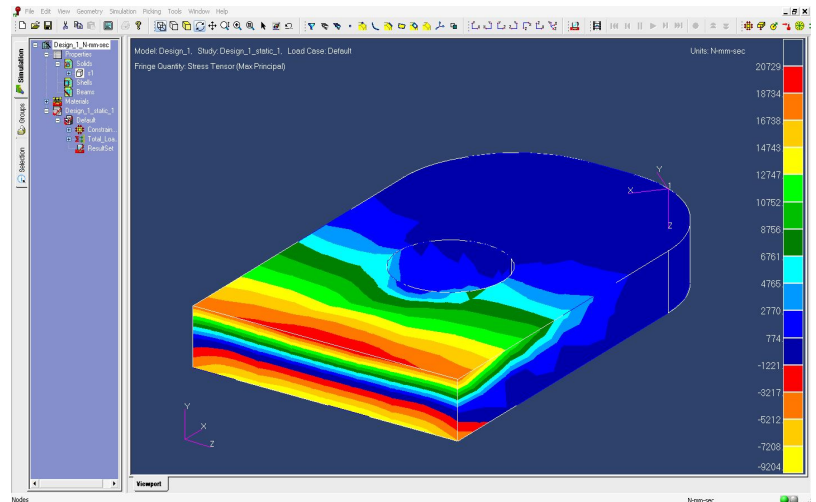 File Edit View Geometry Simulation Picking Tools Window Help
Simulation
Groups
Selection
Design_1_N-mm-sec
Properties
Solids
s1
Shells
Beams
Materials
Design_1_static_1
Default
Constrain...
Total_Loa...
ResultSet
Model: Design_1, Study: Design_1_static_1, Load Case: Default
Units: N-mm-sec
Fringe Quantity: Stress Tensor (Max Principal)
20729
18734
16738
14743
12747
10752
8756
6761
4765
2770
774
-1221
-3217
-5212
-7208
-9204
Y
X
Z
Y
X
Z
Viewport
Nodes
N-mm-sec